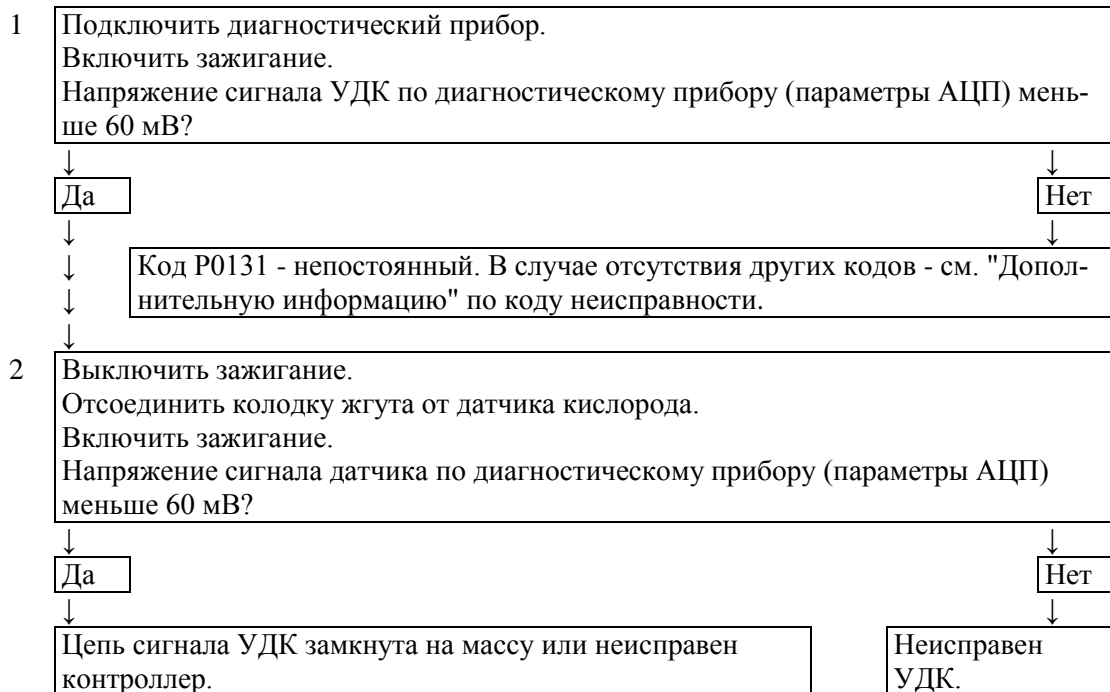 1 Подключить диагностический прибор.
Включить зажигание.
Напряжение сигнала УДК по диагностическому прибору (параметры АЦП) мень-
ше 60 мВ?
↓ ↓
Да Нет
↓ ↓
↓ Код Р0131 - непостоянный. В случае отсутствия других кодов - см. "Допол-
↓ нительную информацию" по коду неисправности.
↓
2 Выключить зажигание.
Отсоединить колодку жгута от датчика кислорода.
Включить зажигание.
Напряжение сигнала датчика по диагностическому прибору (параметры АЦП)
меньше 60 мВ?
↓ ↓
Да Нет
↓ ↓
Цепь сигнала УДК замкнута на массу или неисправен Неисправен
контроллер. УДК.